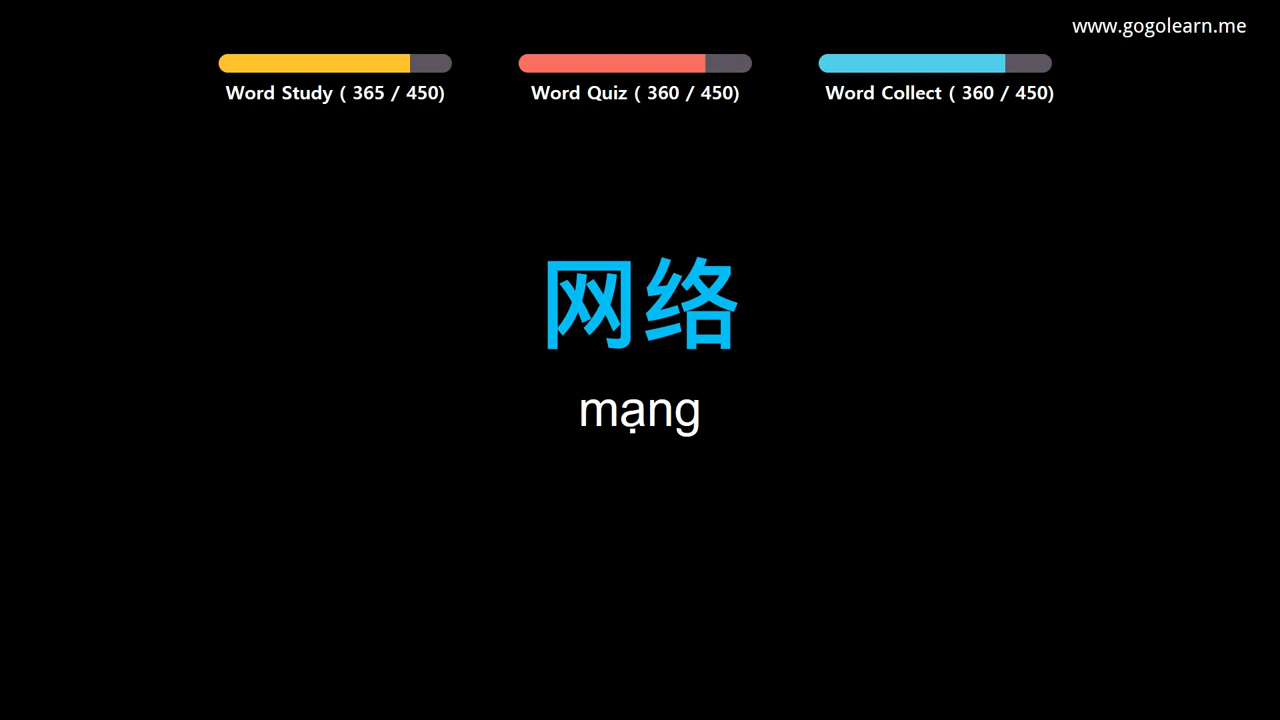 www.gogolearn.me
Word Study ( 365 / 450)
Word Quiz ( 360 / 450)
Word Collect ( 360 / 450)
网络
mạng